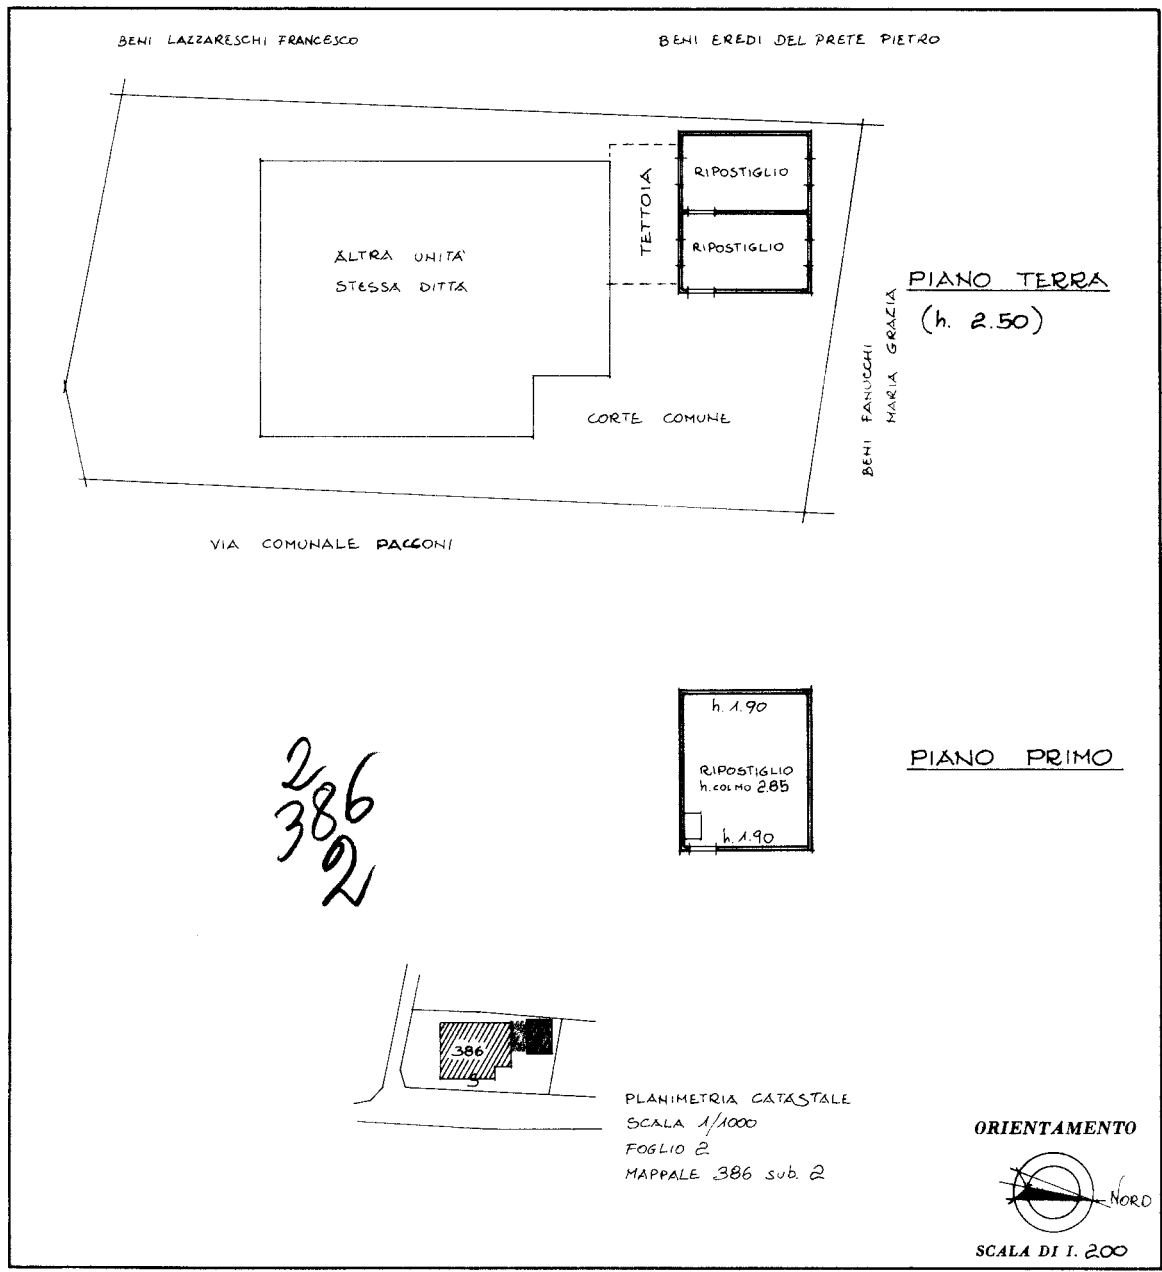 BENI LAZZARESCHI FRANCESCO
BENI EREDI DEL PRETE PIETRO
RIPOSTIGLIO
TETTOIA
RIPOSTIGLIO
ALTRA UNITA'
STESSA DITTA
PIANO TERRA
(h. 2.50)
BENI FANUCCHI
MARIA GRAZIA
CORTE COMUNE
VIA COMUNALE PACCONI
h. 1.90
RIPOSTIGLIO
h. COLMO 2.85
h. 1.90
PIANO PRIMO
2
386
2
386
S
PLANIMETRIA CATASTALE
SCALA 1/1000
FOGLIO 2
MAPPALE 386 sub. 2
ORIENTAMENTO
NORD
SCALA DI I. 200